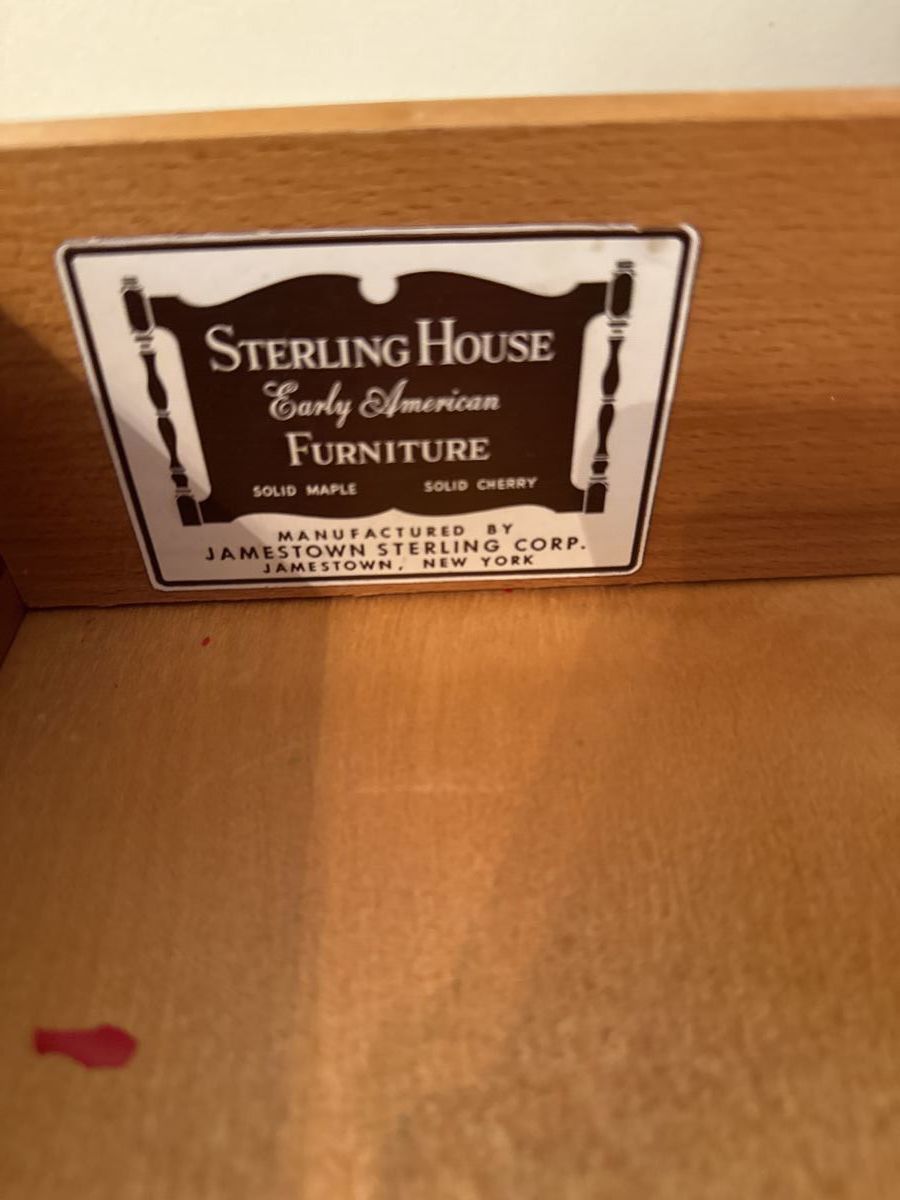 STERLING HOUSE
Early American
FURNITURE
SOLID MAPLE SOLID CHERRY
MANUFACTURED BY
JAMESTOWN STERLING CORP.
JAMESTOWN, NEW YORK